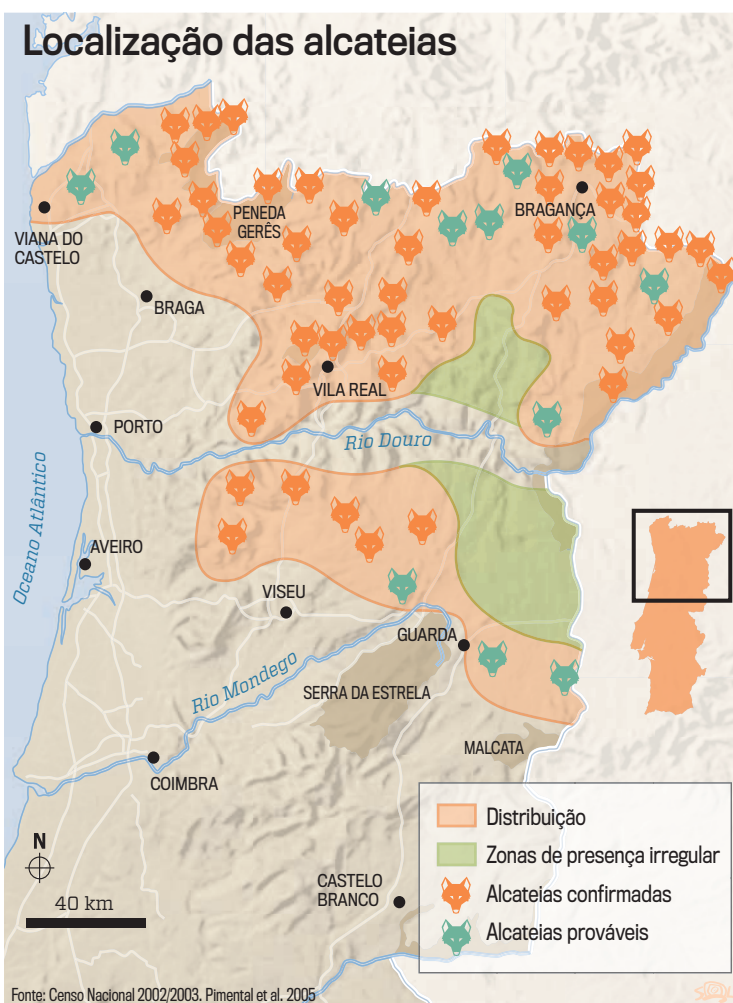 Localização das alcateias
PENEDA
GERÊS
BRAGANÇA
VIANA DO
CASTELO
BRAGA
VILA REAL
PORTO
Rio Douro
Oceano Atlântico
AVEIRO
VISEU
GUARDA
Rio Mondego
SERRA DA ESTRELA
MALCATA
COIMBRA
CASTELO
BRANCO
N
40 km
Distribuição
Zonas de presença irregular
Alcateias confirmadas
Alcateias prováveis
Fonte: Censo Nacional 2002/2003. Pimental et al. 2005